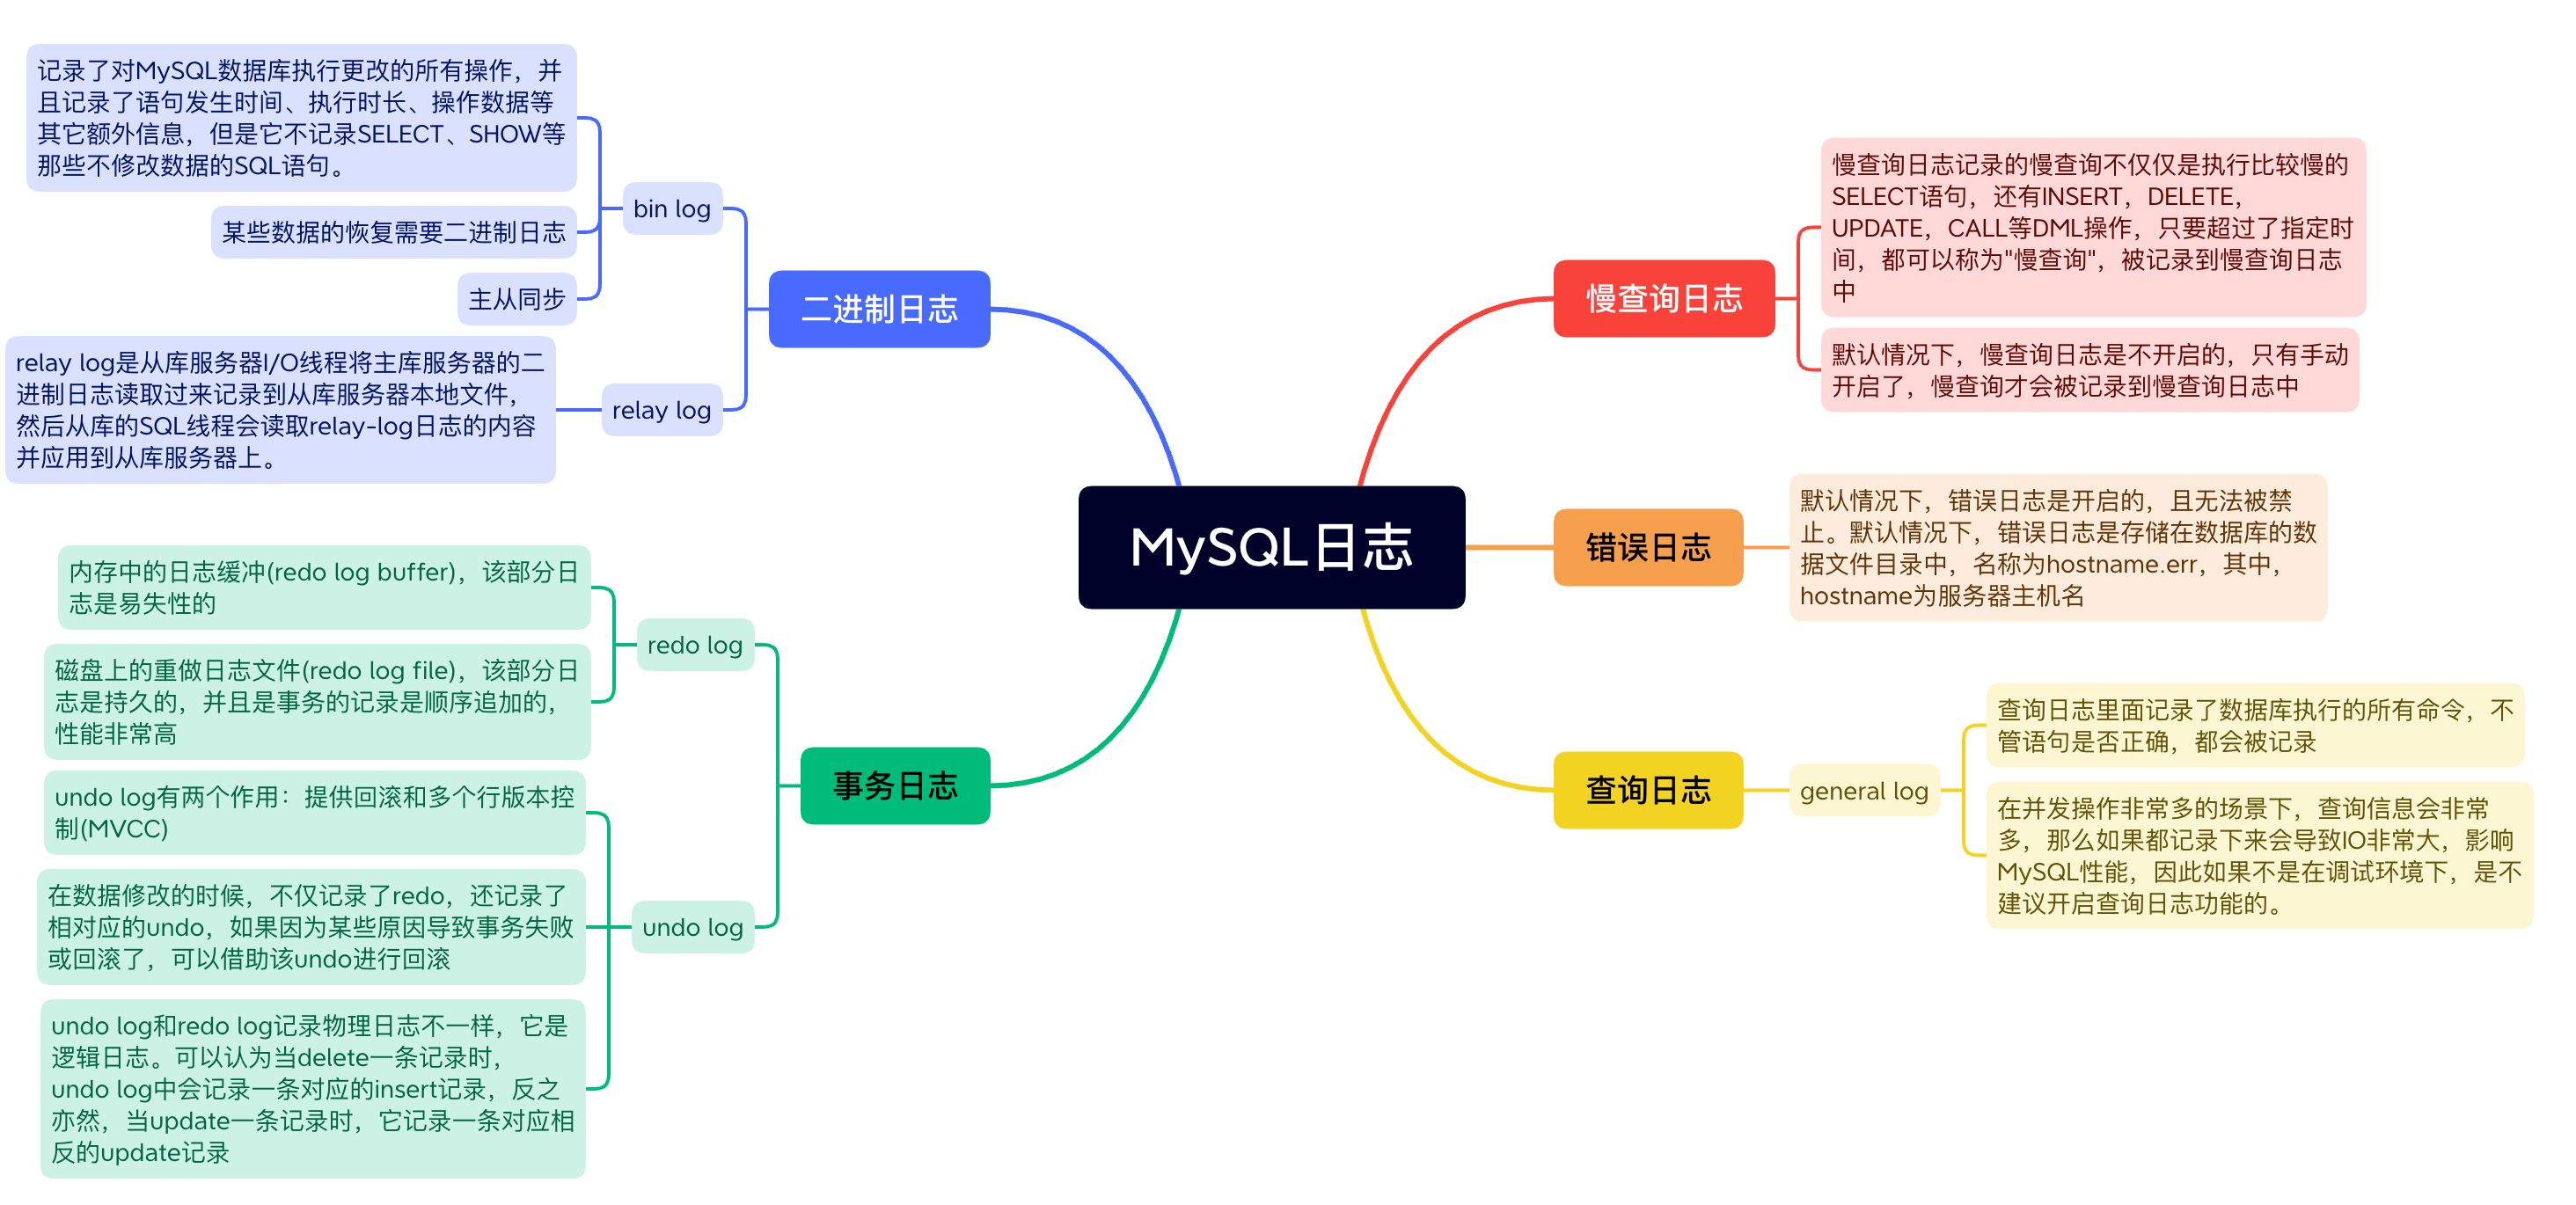 MySQL日志
慢查询日志
慢查询日志记录的慢查询不仅仅是执行比较慢的
SELECT语句，还有INSERT，DELETE，
UPDATE，CALL等DML操作，只要超过了指定时
间，都可以称为"慢查询"，被记录到慢查询日志
中
默认情况下，慢查询日志是不开启的，只有手动
开启了，慢查询才会被记录到慢查询日志中
错误日志
默认情况下，错误日志是开启的，且无法被禁
止。默认情况下，错误日志是存储在数据库的数
据文件目录中，名称为hostname.err，其中，
hostname为服务器主机名
查询日志
general log
查询日志里面记录了数据库执行的所有命令，不
管语句是否正确，都会被记录
在并发操作非常多的场景下，查询信息会非常
多，那么如果都记录下来会导致IO非常大，影响
MySQL性能，因此如果不是在调试环境下，是不
建议开启查询日志功能的。
二进制日志
bin log
记录了对MySQL数据库执行更改的所有操作，并
且记录了语句发生时间、执行时长、操作数据等
其它额外信息，但是它不记录SELECT、SHOW等
那些不修改数据的SQL语句。
某些数据的恢复需要二进制日志
主从同步
relay log
relay log是从库服务器I/O线程将主库服务器的二
进制日志读取过来记录到从库服务器本地文件，
然后从库的SQL线程会读取relay-log日志的内容
并应用到从库服务器上。
事务日志
redo log
内存中的日志缓冲(redo log buffer)，该部分日
志是易失性的
磁盘上的重做日志文件(redo log file)，该部分日
志是持久的，并且是事务的记录是顺序追加的，
性能非常高
undo log
undo log有两个作用：提供回滚和多个行版本控
制(MVCC)
在数据修改的时候，不仅记录了redo，还记录了
相对应的undo，如果因为某些原因导致事务失败
或回滚了，可以借助该undo进行回滚
undo log和redo log记录物理日志不一样，它是
逻辑日志。可以认为当delete一条记录时，
undo log中会记录一条对应的insert记录，反之
亦然，当update一条记录时，它记录一条对应相
反的update记录